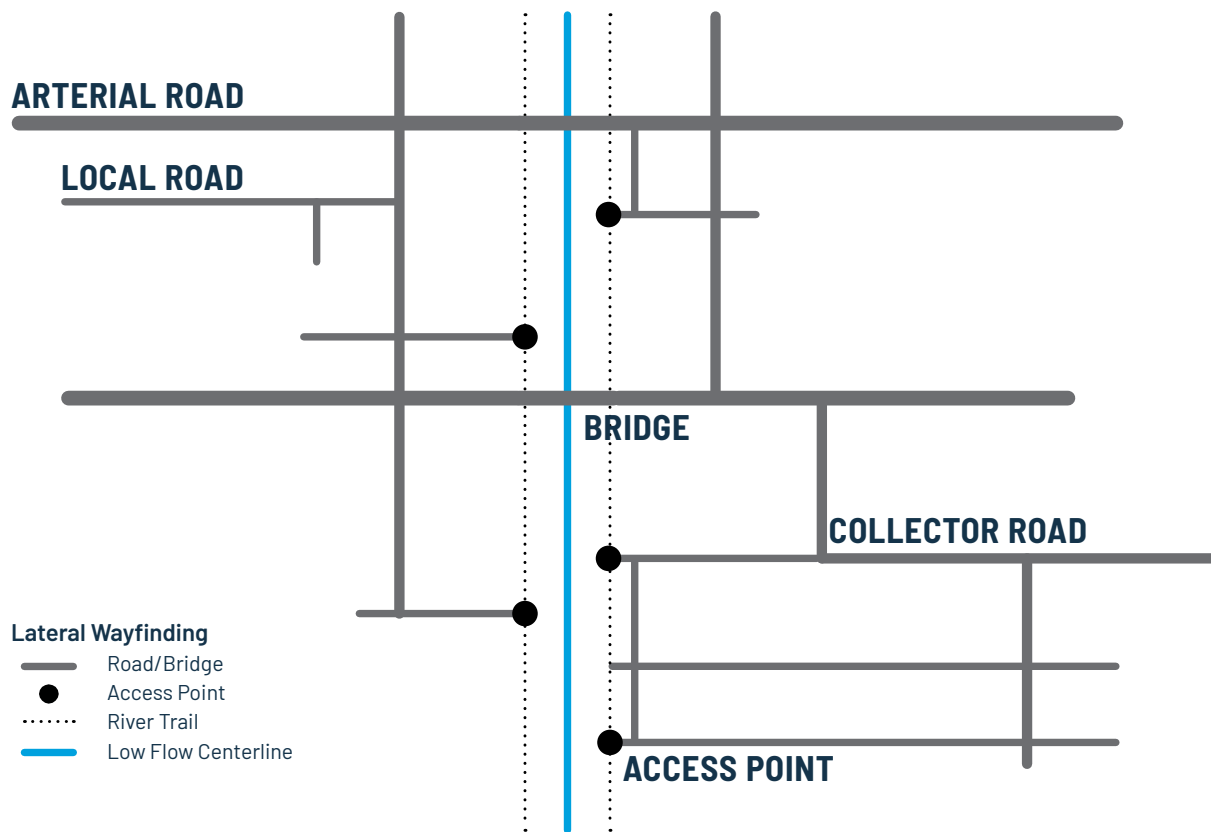 ARTERIAL ROAD
LOCAL ROAD
BRIDGE
COLLECTOR ROAD
Lateral Wayfinding
Road/Bridge
Access Point
River Trail
Low Flow Centerline
ACCESS POINT